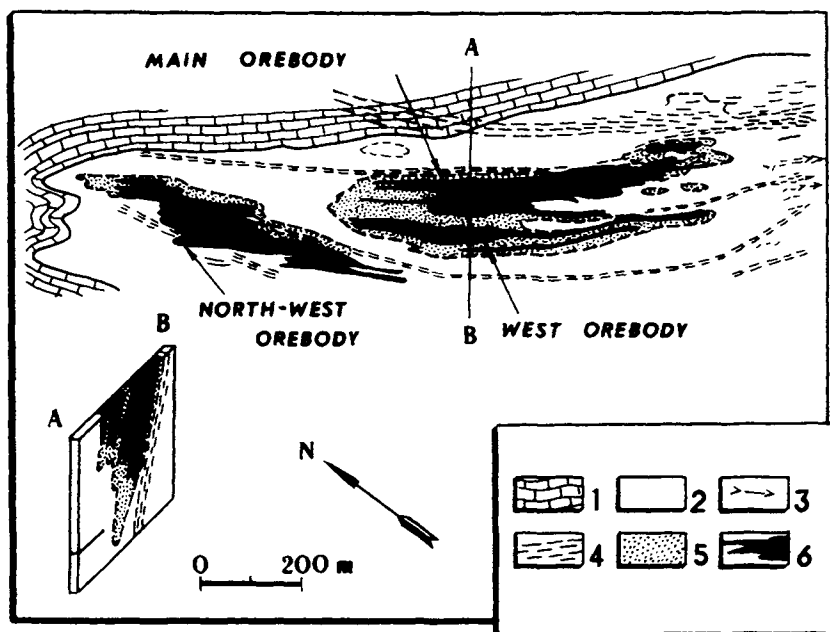 MAIN OREBODY
A
NORTH-WEST
OREBODY
B
WEST OREBODY
B
A
N
0 200 m
1 2 3
4 5 6